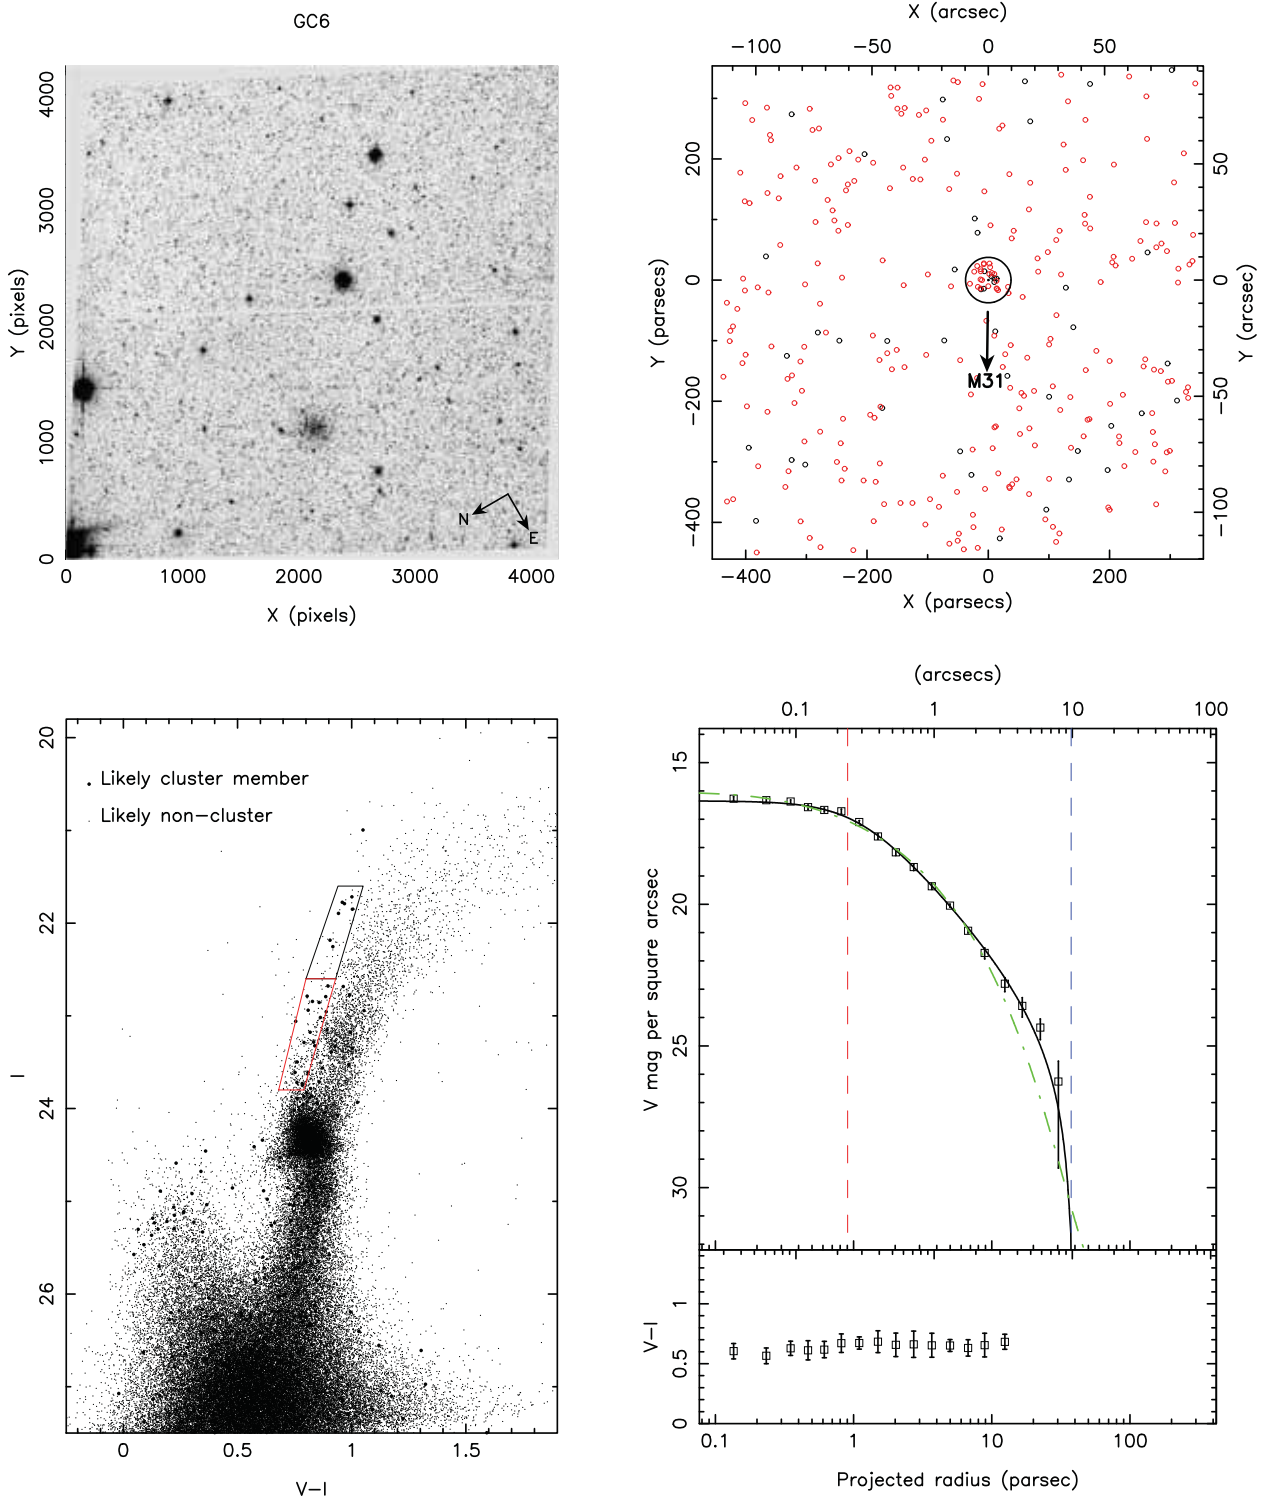 GC6
Y (pixels)
4000
3000
2000
1000
0
N
E
0 1000 2000 3000 4000
X (pixels)
X (arcsec)
−100 −50 0 50
Y (parsecs)
200
0
−200
−400
50
0
−50
−100
Y (arcsec)
M31
−400 −200 0 200
X (parsecs)
20
22
24
26
I
Likely cluster member
Likely non−cluster
0 0.5 1 1.5
V−I
(arcsecs)
0.1 1 10 100
V mag per square arcsec
15
20
25
30
V−I
1
0.5
0
0.1 1 10 100
Projected radius (parsec)